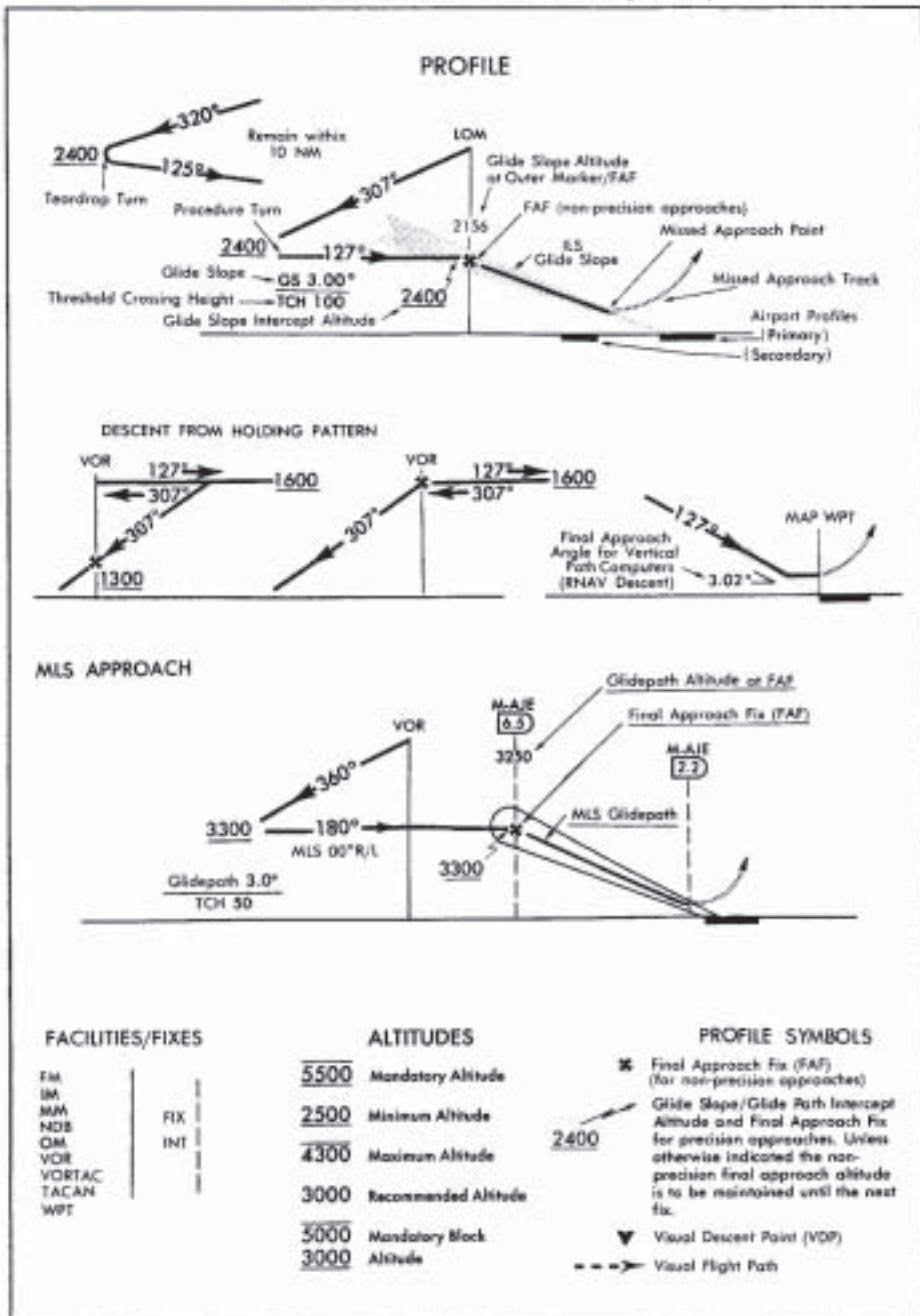 PROFILE
320°
Remain within
10 NM
2400
125°
Teardrop Turn
LOM
307°
Glide Slope Altitude
at Outer Marker/FAF
Procedure Turn
2156
FAF (non-precision approaches)
Missed Approach Point
2400
127°
ILS
Glide Slope
Glide Slope
GS 3.00°
Missed Approach Track
Threshold Crossing Height
TCH 100
2400
Glide Slope Intercept Altitude
Airport Profiles
(Primary)
(Secondary)
DESCENT FROM HOLDING PATTERN
VOR
127°
307°
1600
307°
1300
VOR
127°
307°
1600
307°
127°
MAP WPT
Final Approach
Angle for Vertical
Path Computers
(RNAV Descent)
3.02°
MLS APPROACH
Glidepath Altitude at FAF
M-AJE
6.5
Final Approach Fix (FAF)
VOR
3250
M-AJE
2.2
360°
3300
180°
MLS 00°R/L
MLS Glidepath
3300
Glidepath 3.0°
TCH 50
FACILITIES/FIXES
FM
IM
MM
NDB
OM
VOR
VORTAC
TACAN
WPT
FIX
INT
ALTITUDES
5500 Mandatory Altitude
2500 Minimum Altitude
4300 Maximum Altitude
3000 Recommended Altitude
5000 Mandatory Block
3000 Altitude
PROFILE SYMBOLS
Final Approach Fix (FAF)
(for non-precision approaches)
Glide Slope/Glide Path Intercept
Altitude and Final Approach Fix
2400 for precision approaches. Unless
otherwise indicated the non-
precision final approach altitude
is to be maintained until the next
fix.
Visual Descent Point (VDP)
Visual Flight Path